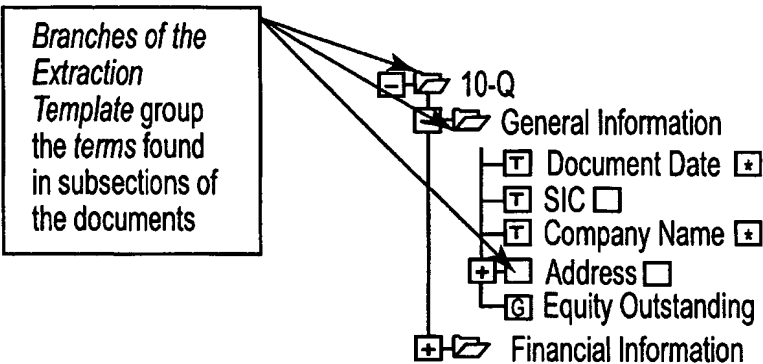 Branches of the
Extraction
Template group
the terms found
in subsections of
the documents
10-Q
General Information
T Document Date *
T SIC
T Company Name *
Address
G Equity Outstanding
Financial Information